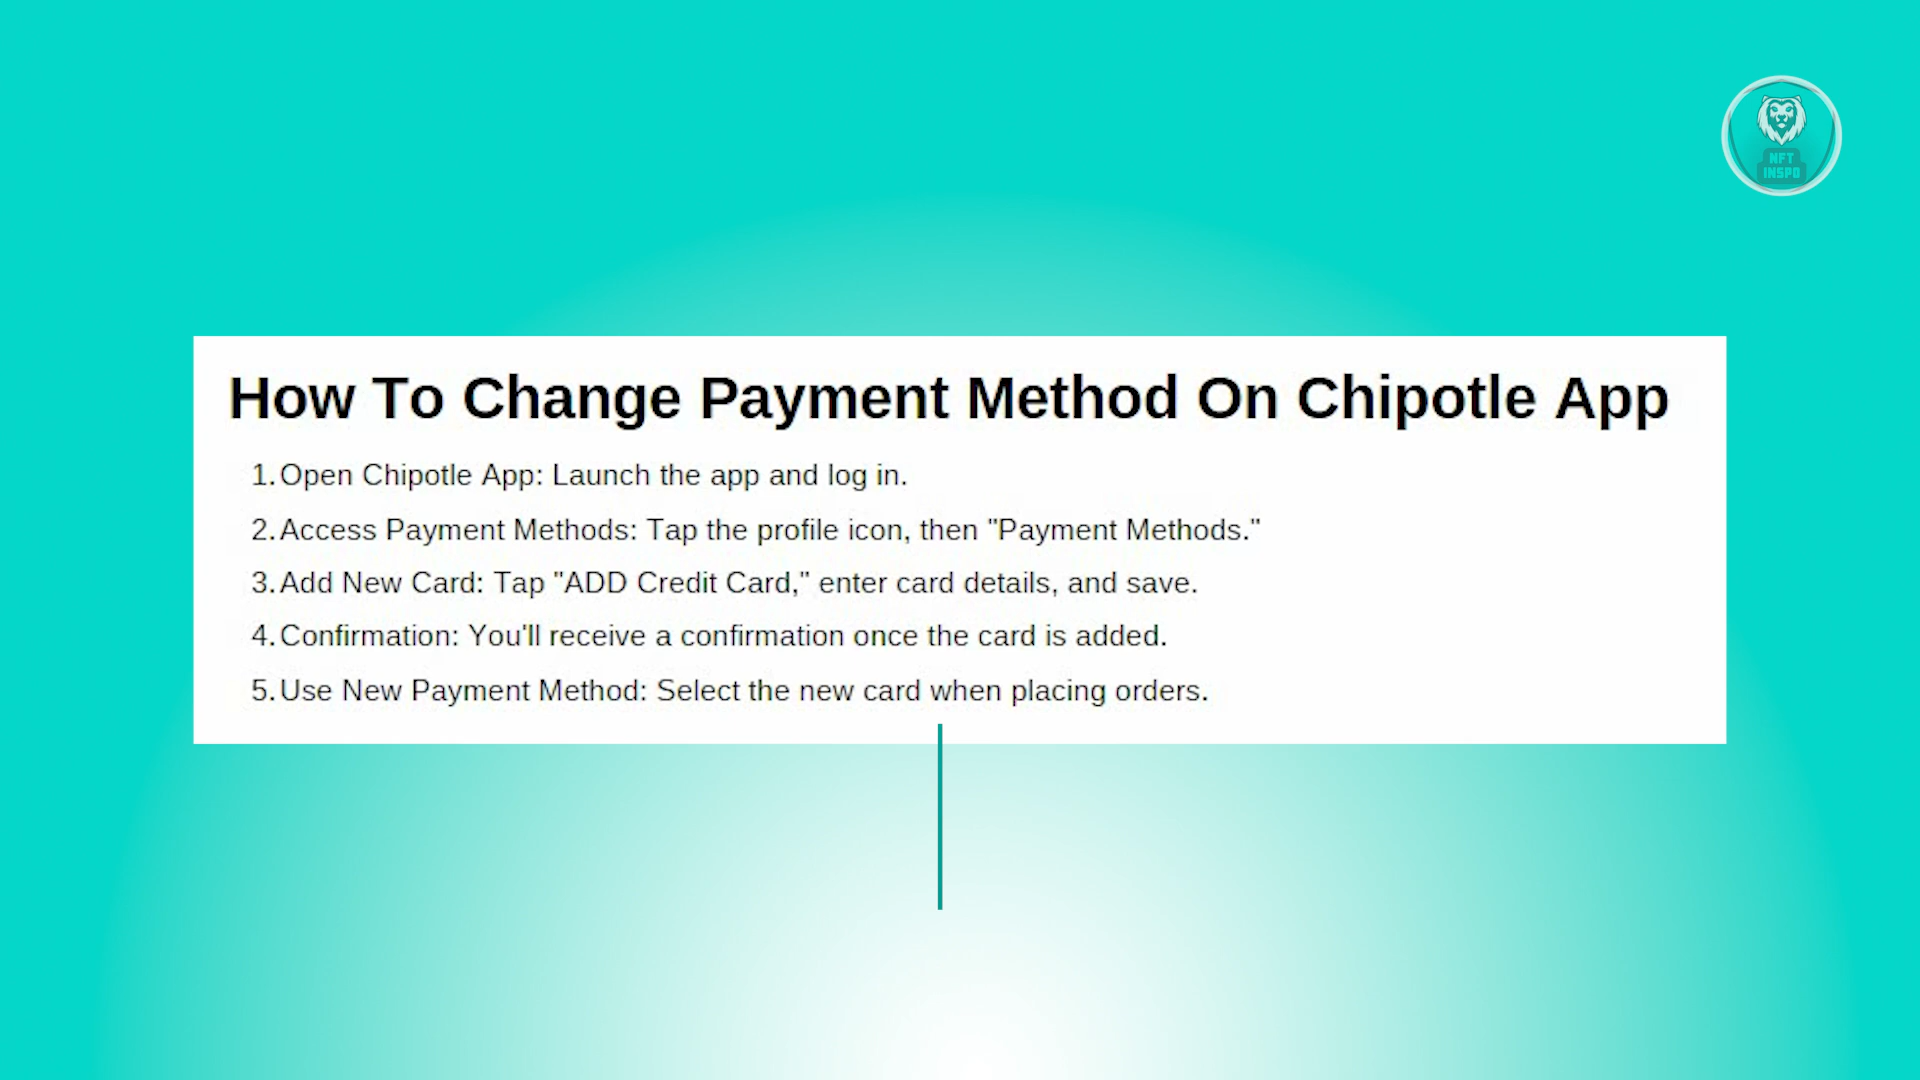 NFT
INSPO
How To Change Payment Method On Chipotle App
1. Open Chipotle App: Launch the app and log in.
2. Access Payment Methods: Tap the profile icon, then "Payment Methods."
3. Add New Card: Tap "ADD Credit Card," enter card details, and save.
4. Confirmation: You'll receive a confirmation once the card is added.
5. Use New Payment Method: Select the new card when placing orders.